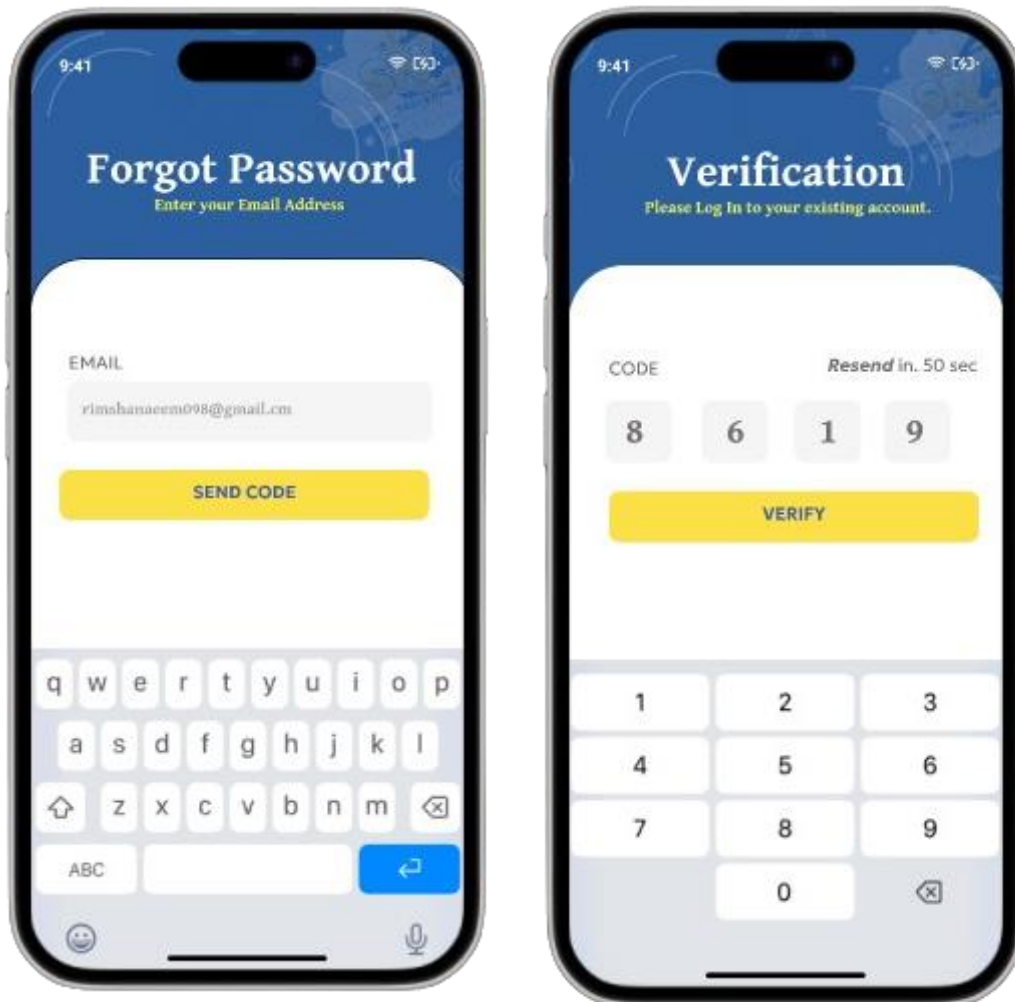 9:41
Forgot Password
Enter your Email Address
EMAIL
rimshanaeem098@gmail.cm
SEND CODE
q w e r t y u i o p
a s d f g h j k l
z x c v b n m
ABC
9:41
Verification
Please Log In to your existing account.
CODE Resend in. 50 sec
8 6 1 9
VERIFY
1 2 3
4 5 6
7 8 9
0